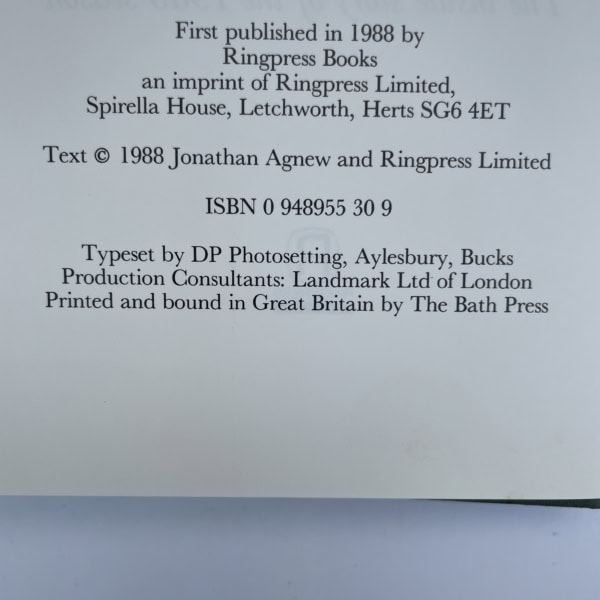 First published in 1988 by
Ringpress Books
an imprint of Ringpress Limited,
Spirella House, Letchworth, Herts SG6 4ET
Text © 1988 Jonathan Agnew and Ringpress Limited
ISBN 0 948955 30 9
Typeset by DP Photosetting, Aylesbury, Bucks
Production Consultants: Landmark Ltd of London
Printed and bound in Great Britain by The Bath Press